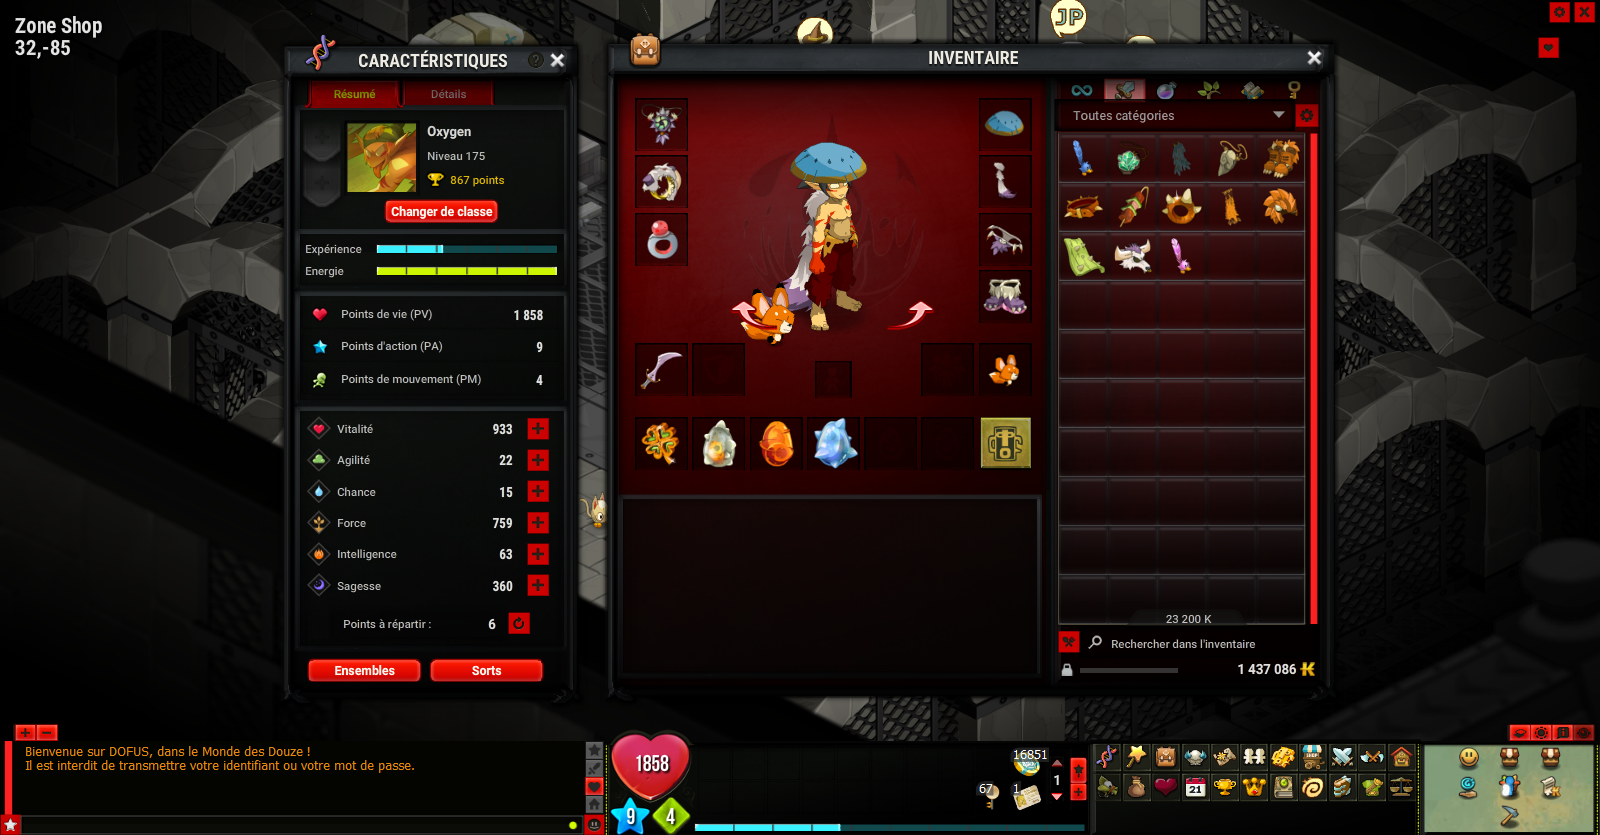 Zone Shop
32,-85
JP
CARACTÉRISTIQUES
?
Résumé
Détails
Oxygen
Niveau 175
867 points
Changer de classe
Expérience
Energie
Points de vie (PV)
1 858
Points d'action (PA)
9
Points de mouvement (PM)
4
Vitalité
933
Agilité
22
Chance
15
Force
759
Intelligence
63
Sagesse
360
Points à répartir :
6
Ensembles
Sorts
INVENTAIRE
Toutes catégories
23 200 K
Rechercher dans l'inventaire
1 437 086
Bienvenue sur DOFUS, dans le Monde des Douze !
Il est interdit de transmettre votre identifiant ou votre mot de passe.
1858
9
4
16851
67
1
1
SHOP
21